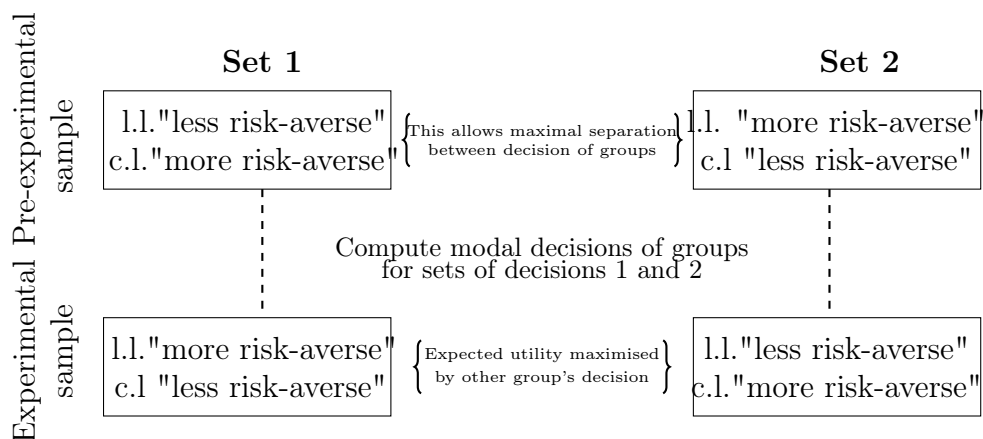 Set 1
Set 2
Pre-experimental
sample
l.l."less risk-averse"
c.l."more risk-averse"
This allows maximal separation
between decision of groups
l.l. "more risk-averse"
c.l "less risk-averse"
Compute modal decisions of groups
for sets of decisions 1 and 2
Experimental
sample
l.l."more risk-averse"
c.l "less risk-averse"
Expected utility maximised
by other group's decision
l.l."less risk-averse"
c.l."more risk-averse"